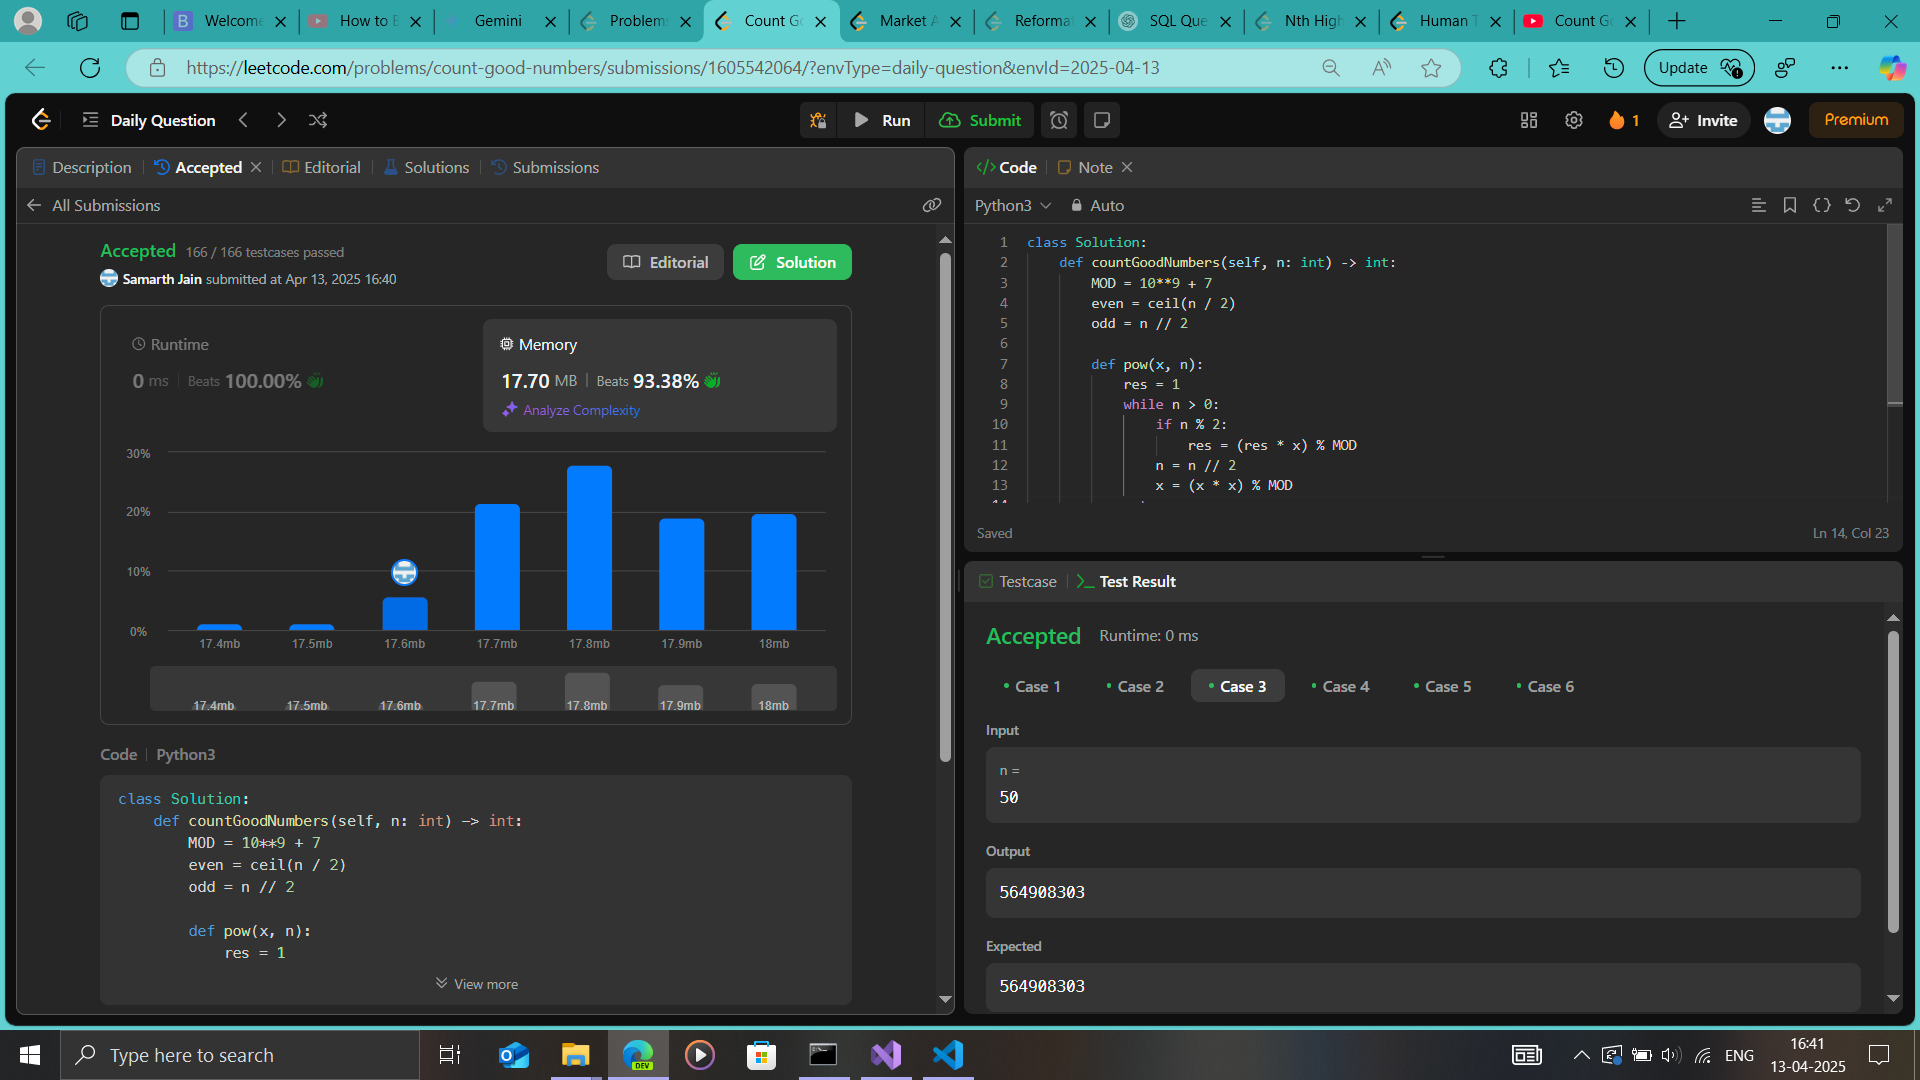 Welcome
How to B
Gemini
Problems
Count Go
Market A
Reforma
SQL Que
Nth High
Human T
Count Go
https://leetcode.com/problems/count-good-numbers/submissions/1605542064/?envType=daily-question&envId=2025-04-13
Update
Daily Question
Run
Submit
1
Invite
Premium
Description
Accepted
Editorial
Solutions
Submissions
All Submissions
Accepted 166 / 166 testcases passed
Samarth Jain submitted at Apr 13, 2025 16:40
Editorial
Solution
Runtime
0 ms | Beats 100.00%
Memory
17.70 MB | Beats 93.38%
Analyze Complexity
30%
20%
10%
0%
17.4mb 17.5mb 17.6mb 17.7mb 17.8mb 17.9mb 18mb
17.4mb 17.5mb 17.6mb 17.7mb 17.8mb 17.9mb 18mb
Code | Python3
class Solution:
def countGoodNumbers(self, n: int) -> int:
MOD = 10**9 + 7
even = ceil(n / 2)
odd = n // 2
def pow(x, n):
res = 1
View more
</> Code
Note
Python3
Auto
1 class Solution:
2 def countGoodNumbers(self, n: int) -> int:
3 MOD = 10**9 + 7
4 even = ceil(n / 2)
5 odd = n // 2
6
7 def pow(x, n):
8 res = 1
9 while n > 0:
10 if n % 2:
11 res = (res * x) % MOD
12 n = n // 2
13 x = (x * x) % MOD
Saved
Ln 14, Col 23
Testcase
Test Result
Accepted Runtime: 0 ms
Case 1
Case 2
Case 3
Case 4
Case 5
Case 6
Input
n =
50
Output
564908303
Expected
564908303
Type here to search
DEV
ENG
16:41
13-04-2025